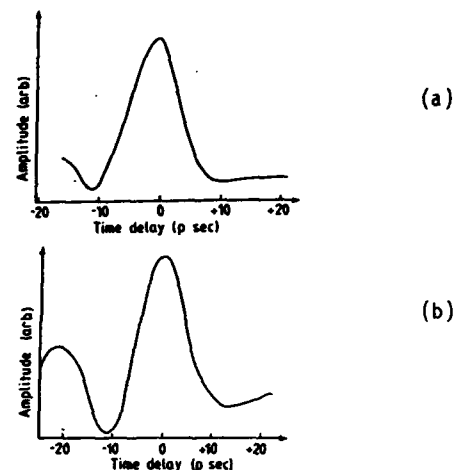 Amplitude (arb)
(a)
-20 -10 0 +10 +20
Time delay (p sec)
Amplitude (arb)
(b)
-20 -10 0 +10 +20
Time delay (p sec)